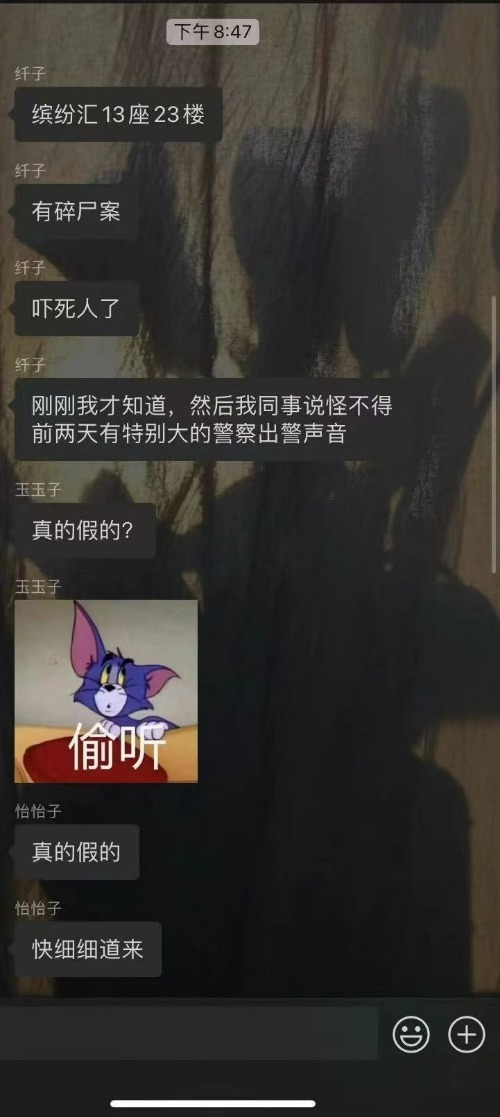 下午 8:47
纤子
缤纷汇13座23楼
纤子
有碎尸案
纤子
吓死人了
纤子
刚刚我才知道，然后我同事说怪不得
前两天有特别大的警察出警声音
玉玉子
真的假的?
玉玉子
偷听
怡怡子
真的假的
怡怡子
快细细道来